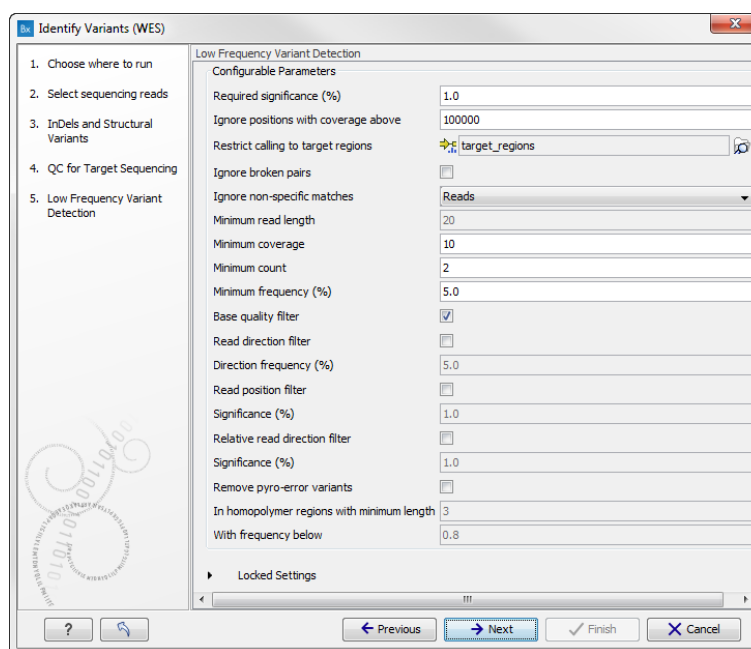 Bx Identify Variants (WES)
1. Choose where to run
2. Select sequencing reads
3. InDels and Structural
Variants
4. QC for Target Sequencing
5. Low Frequency Variant
Detection
Low Frequency Variant Detection
Configurable Parameters
Required significance (%) 1.0
Ignore positions with coverage above 100000
Restrict calling to target regions target_regions
Ignore broken pairs
Ignore non-specific matches Reads
Minimum read length 20
Minimum coverage 10
Minimum count 2
Minimum frequency (%) 5.0
Base quality filter
Read direction filter
Direction frequency (%) 5.0
Read position filter
Significance (%) 1.0
Relative read direction filter
Significance (%) 1.0
Remove pyro-error variants
In homopolymer regions with minimum length 3
With frequency below 0.8
Locked Settings
? Previous Next Finish Cancel